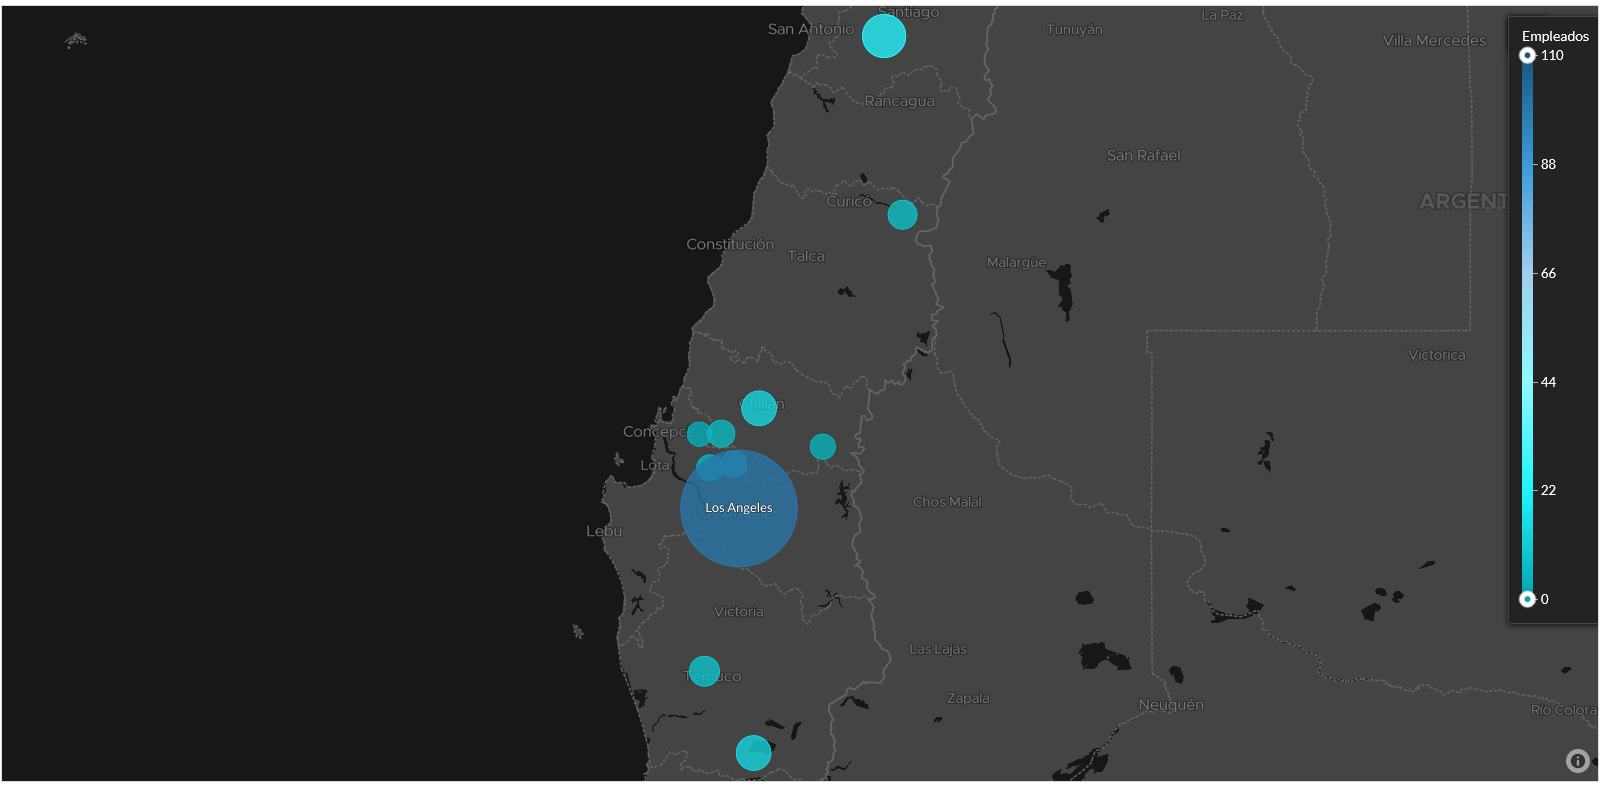 Santiago
San Antonio
Tunuyán
La Paz
Villa Mercedes
Rancagua
San Rafael
Curicó
ARGENT
Constitución
Talca
Malargüe
Victorica
Chillán
Concepción
Lota
Los Angeles
Chos Malal
Lebu
Victoria
Las Lajas
Temuco
Zapala
Neuquén
Río Colora
Empleados
110
88
66
44
22
0